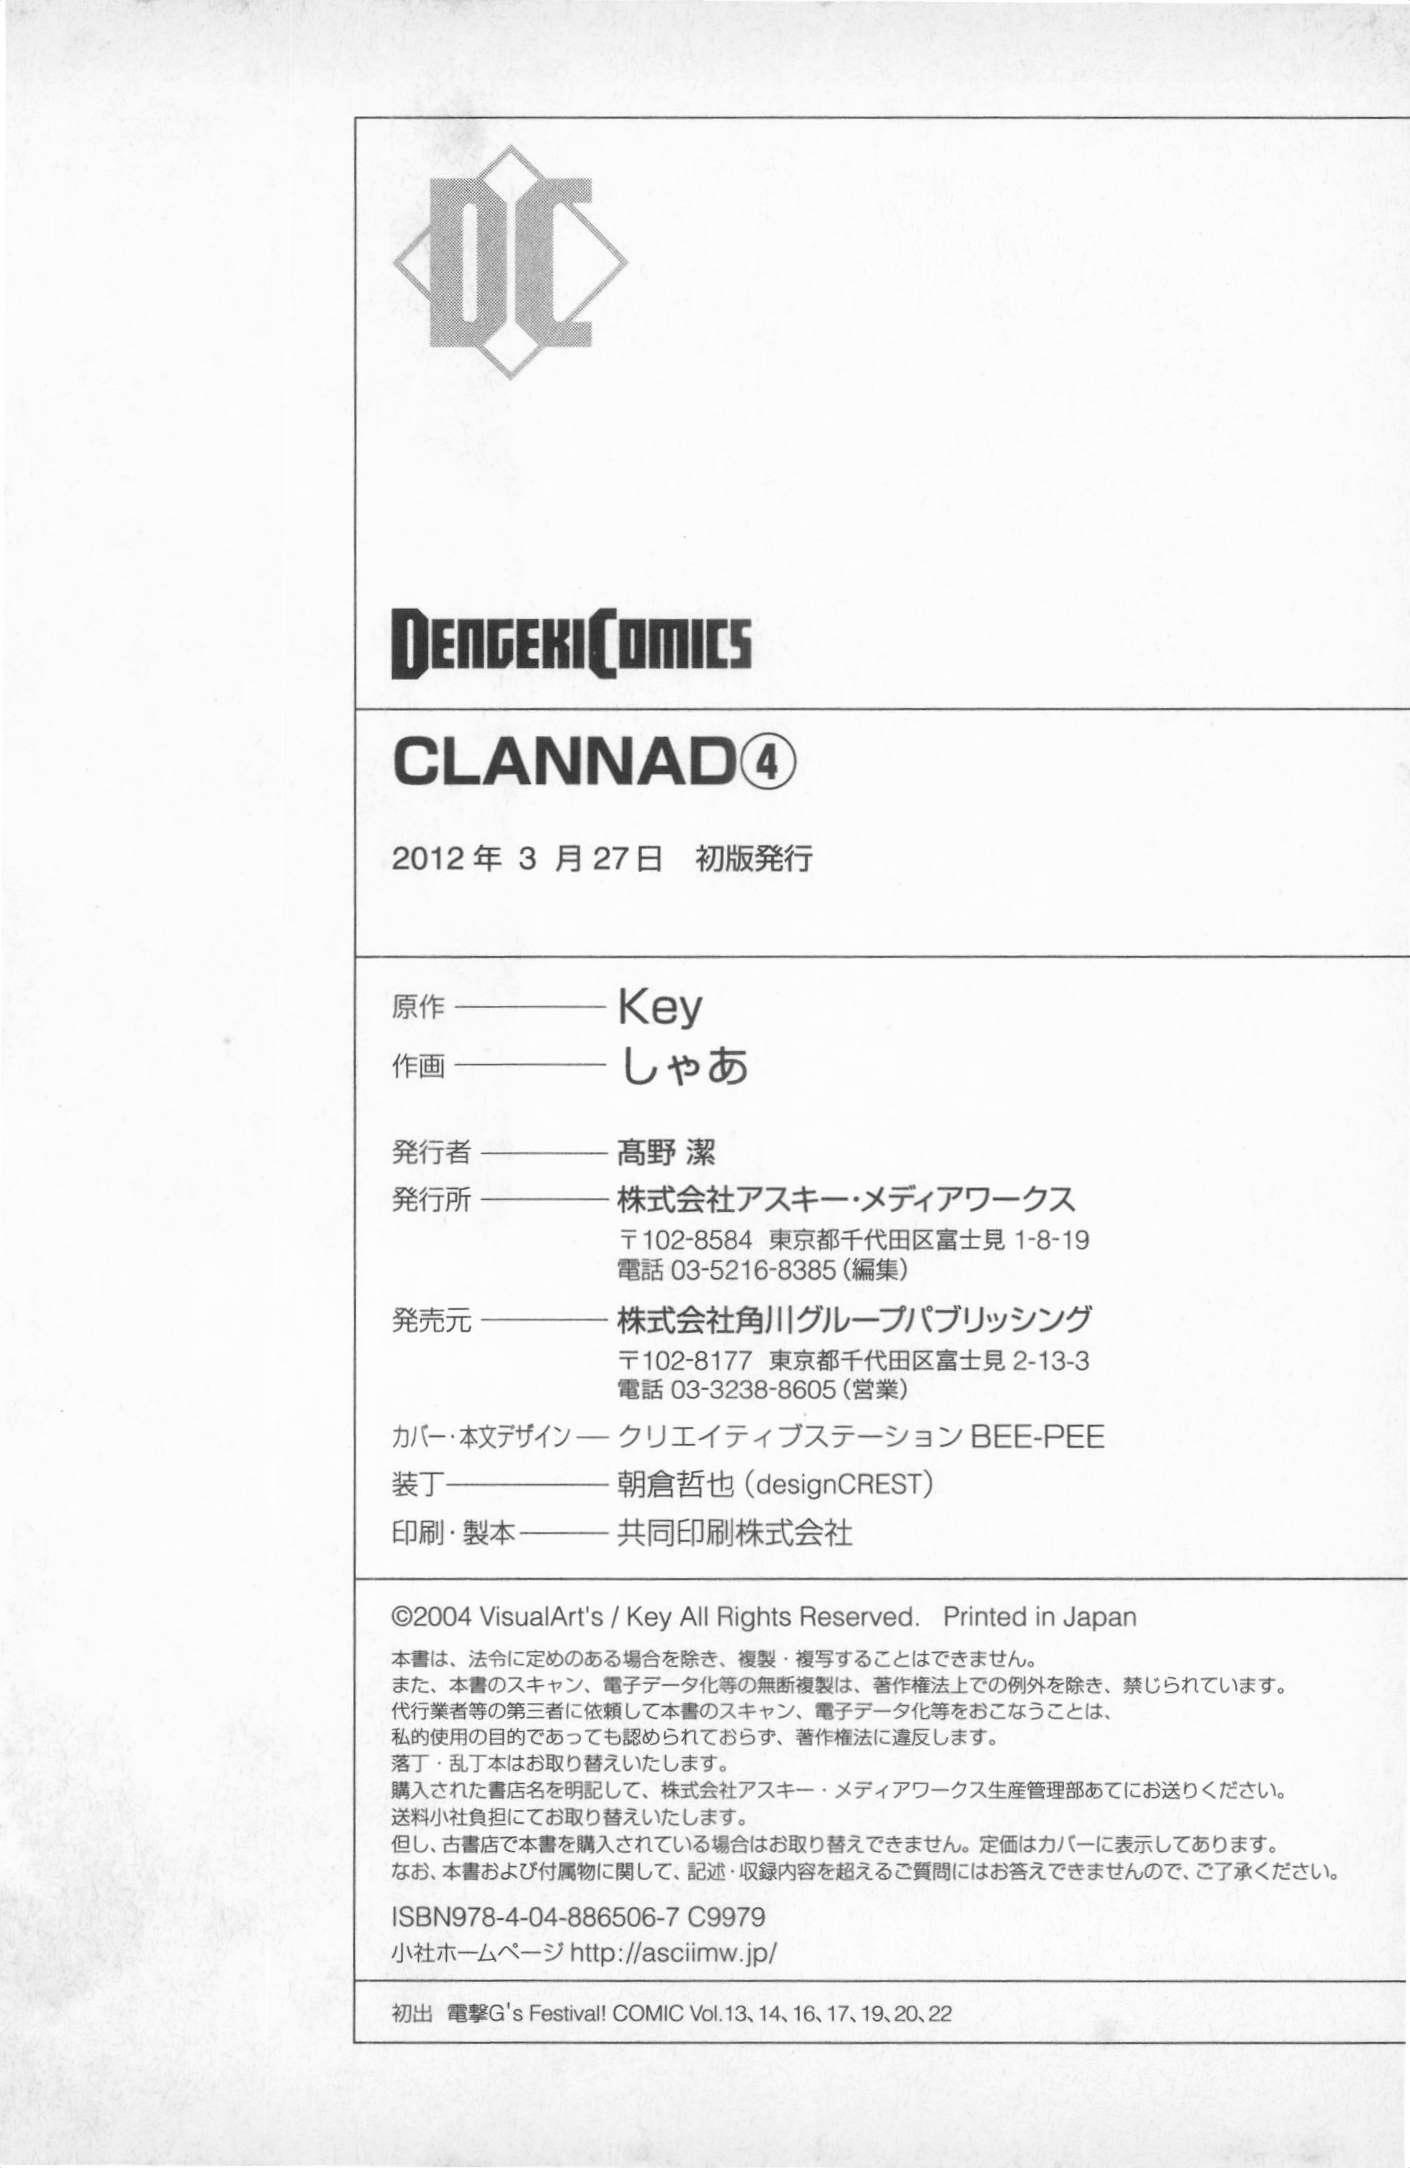 DC
DENGEKI COMICS
CLANNAD④
2012年 3 月27日　初版発行
原作 ――― Key
作画 ――― しゃあ
発行者 ――― 髙野 潔
発行所 ――― 株式会社アスキー・メディアワークス
〒102-8584 東京都千代田区富士見 1-8-19
電話 03-5216-8385（編集）
発売元 ――― 株式会社角川グループパブリッシング
〒102-8177 東京都千代田区富士見 2-13-3
電話 03-3238-8605（営業）
カバー・本文デザイン ― クリエイティブステーション BEE-PEE
装丁 ――― 朝倉哲也（designCREST）
印刷・製本 ――― 共同印刷株式会社
©2004 VisualArt's / Key All Rights Reserved. Printed in Japan
本書は、法令に定めのある場合を除き、複製・複写することはできません。
また、本書のスキャン、電子データ化等の無断複製は、著作権法上での例外を除き、禁じられています。
代行業者等の第三者に依頼して本書のスキャン、電子データ化等をおこなうことは、
私的使用の目的であっても認められておらず、著作権法に違反します。
落丁・乱丁本はお取り替えいたします。
購入された書店名を明記して、株式会社アスキー・メディアワークス生産管理部あてにお送りください。
送料小社負担にてお取り替えいたします。
但し、古書店で本書を購入されている場合はお取り替えできません。定価はカバーに表示してあります。
なお、本書および付属物に関して、記述・収録内容を超えるご質問にはお答えできませんので、ご了承ください。
ISBN978-4-04-886506-7 C9979
小社ホームページ http://asciimw.jp/
初出 電撃G's Festival! COMIC Vol.13、14、16、17、19、20、22